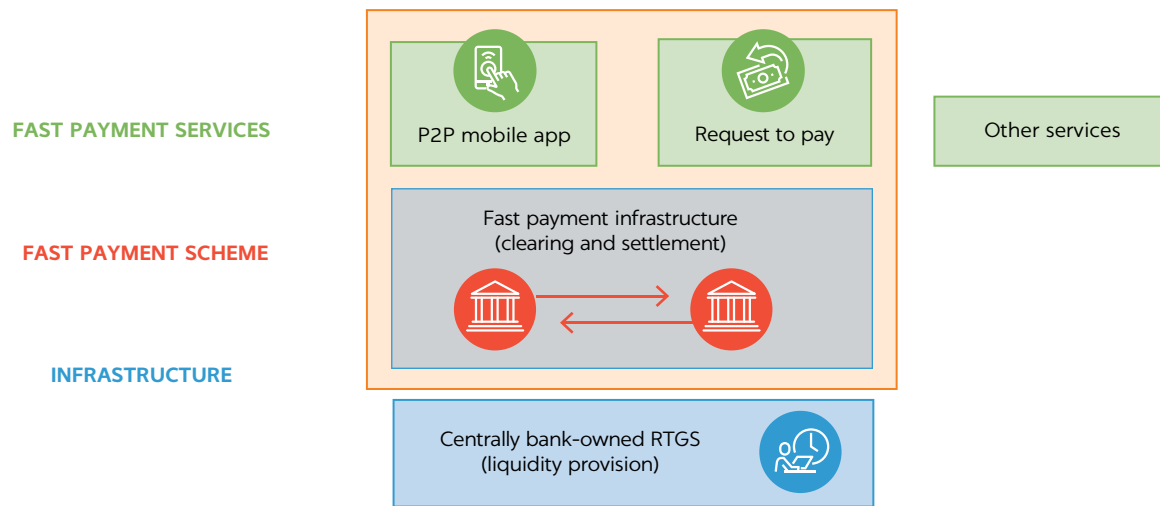 FAST PAYMENT SERVICES
P2P mobile app
Request to pay
Other services
FAST PAYMENT SCHEME
Fast payment infrastructure
(clearing and settlement)
INFRASTRUCTURE
Centrally bank-owned RTGS
(liquidity provision)